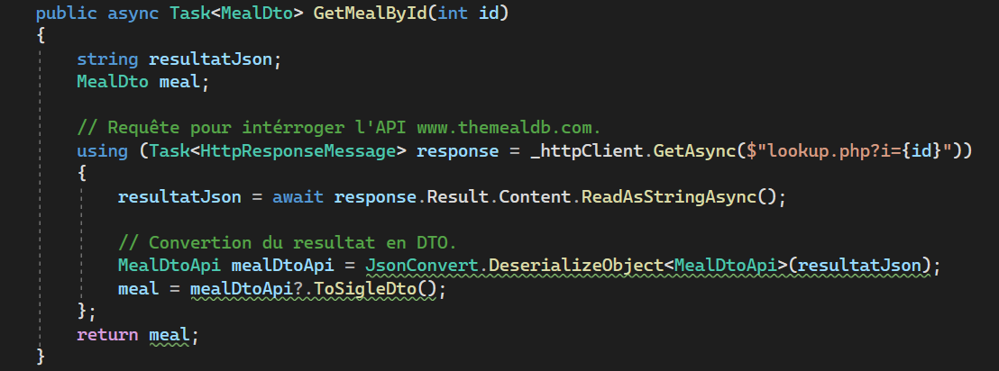 public async Task<MealDto> GetMealById(int id)
{
string resultatJson;
MealDto meal;
// Requête pour intérroger l'API www.themealdb.com.
using (Task<HttpResponseMessage> response = _httpClient.GetAsync($"lookup.php?i={id}"))
{
resultatJson = await response.Result.Content.ReadAsStringAsync();
// Convertion du resultat en DTO.
MealDtoApi mealDtoApi = JsonConvert.DeserializeObject<MealDtoApi>(resultatJson);
meal = mealDtoApi?.ToSigleDto();
};
return meal;
}